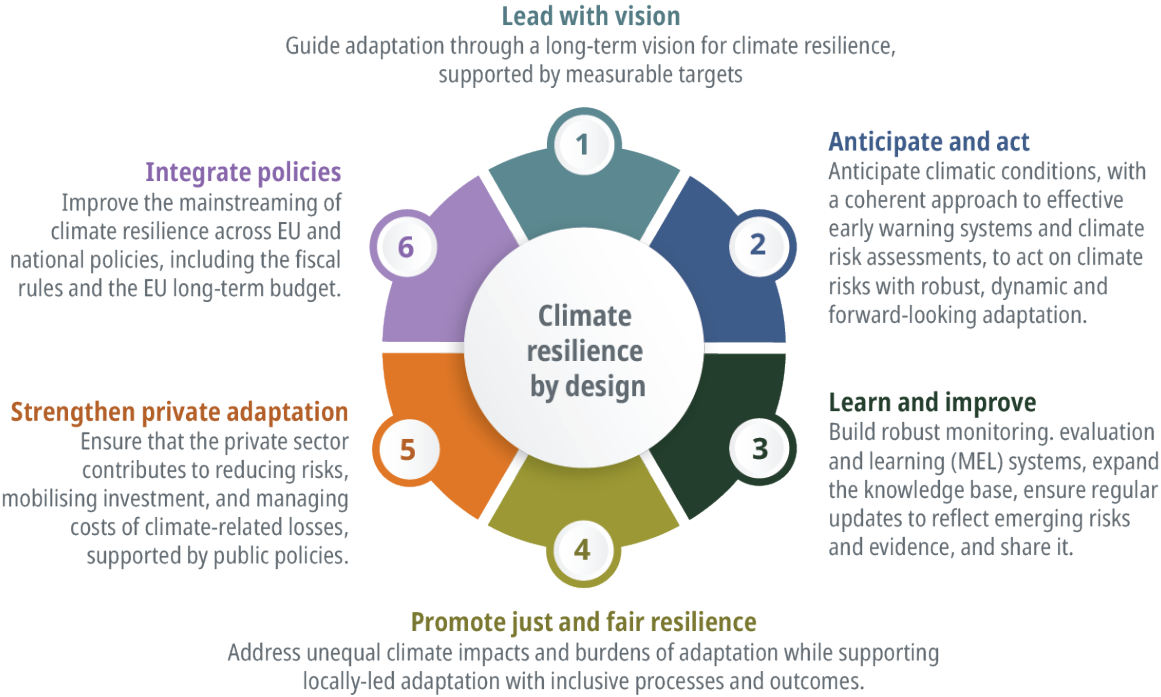 Lead with vision
Guide adaptation through a long-term vision for climate resilience,
supported by measurable targets
1
Anticipate and act
Anticipate climatic conditions, with
a coherent approach to effective
early warning systems and climate
risk assessments, to act on climate
risks with robust, dynamic and
forward-looking adaptation.
2
Learn and improve
Build robust monitoring. evaluation
and learning (MEL) systems, expand
the knowledge base, ensure regular
updates to reflect emerging risks
and evidence, and share it.
3
Promote just and fair resilience
Address unequal climate impacts and burdens of adaptation while supporting
locally-led adaptation with inclusive processes and outcomes.
4
Strengthen private adaptation
Ensure that the private sector
contributes to reducing risks,
mobilising investment, and managing
costs of climate-related losses,
supported by public policies.
5
Integrate policies
Improve the mainstreaming of
climate resilience across EU and
national policies, including the fiscal
rules and the EU long-term budget.
6
Climate
resilience
by design